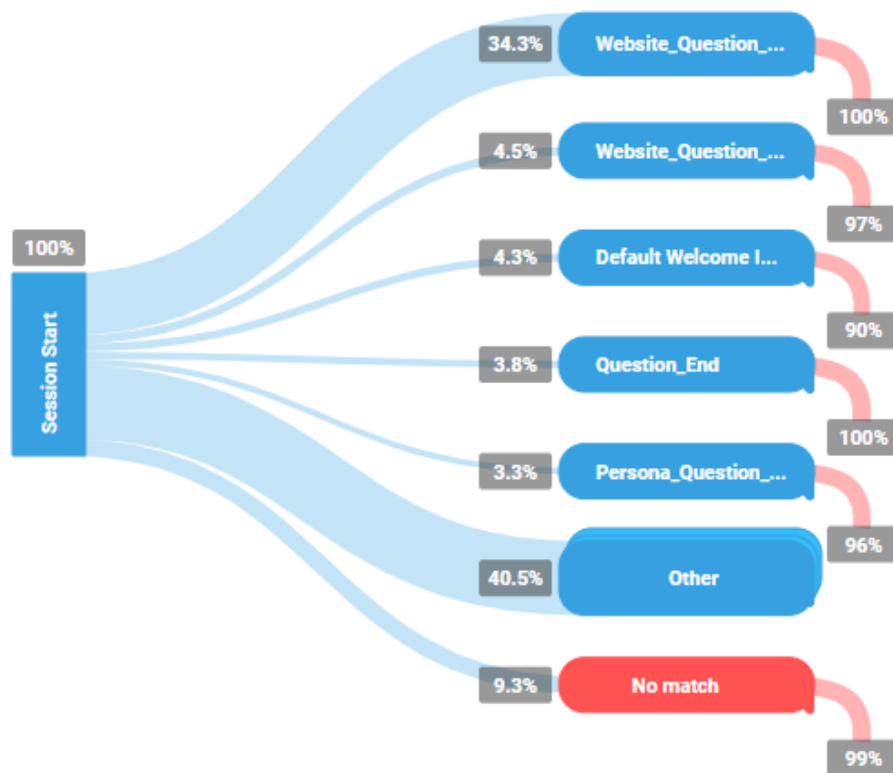 34.3%
Website_Question_...
100%
4.5%
Website_Question_...
97%
100%
Session Start
4.3%
Default Welcome I...
90%
3.8%
Question_End
100%
3.3%
Persona_Question_...
96%
40.5%
Other
9.3%
No match
99%